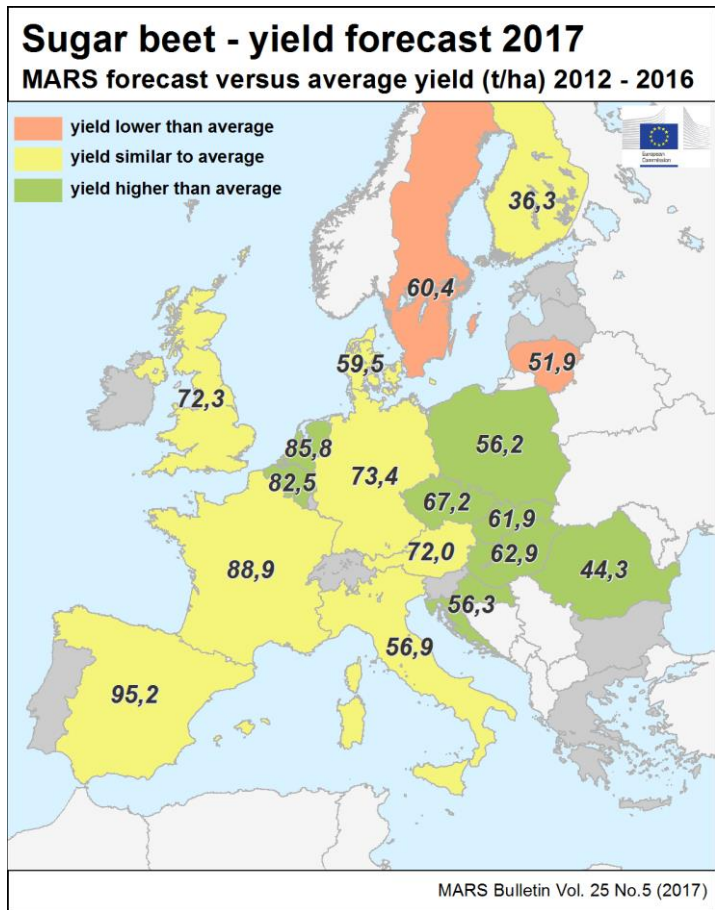 Sugar beet - yield forecast 2017
MARS forecast versus average yield (t/ha) 2012 - 2016
yield lower than average
yield similar to average
yield higher than average
European
Commission
36,3
60,4
59,5
51,9
72,3
85,8
82,5
73,4
56,2
67,2
61,9
72,0
62,9
88,9
44,3
56,3
56,9
95,2
MARS Bulletin Vol. 25 No.5 (2017)